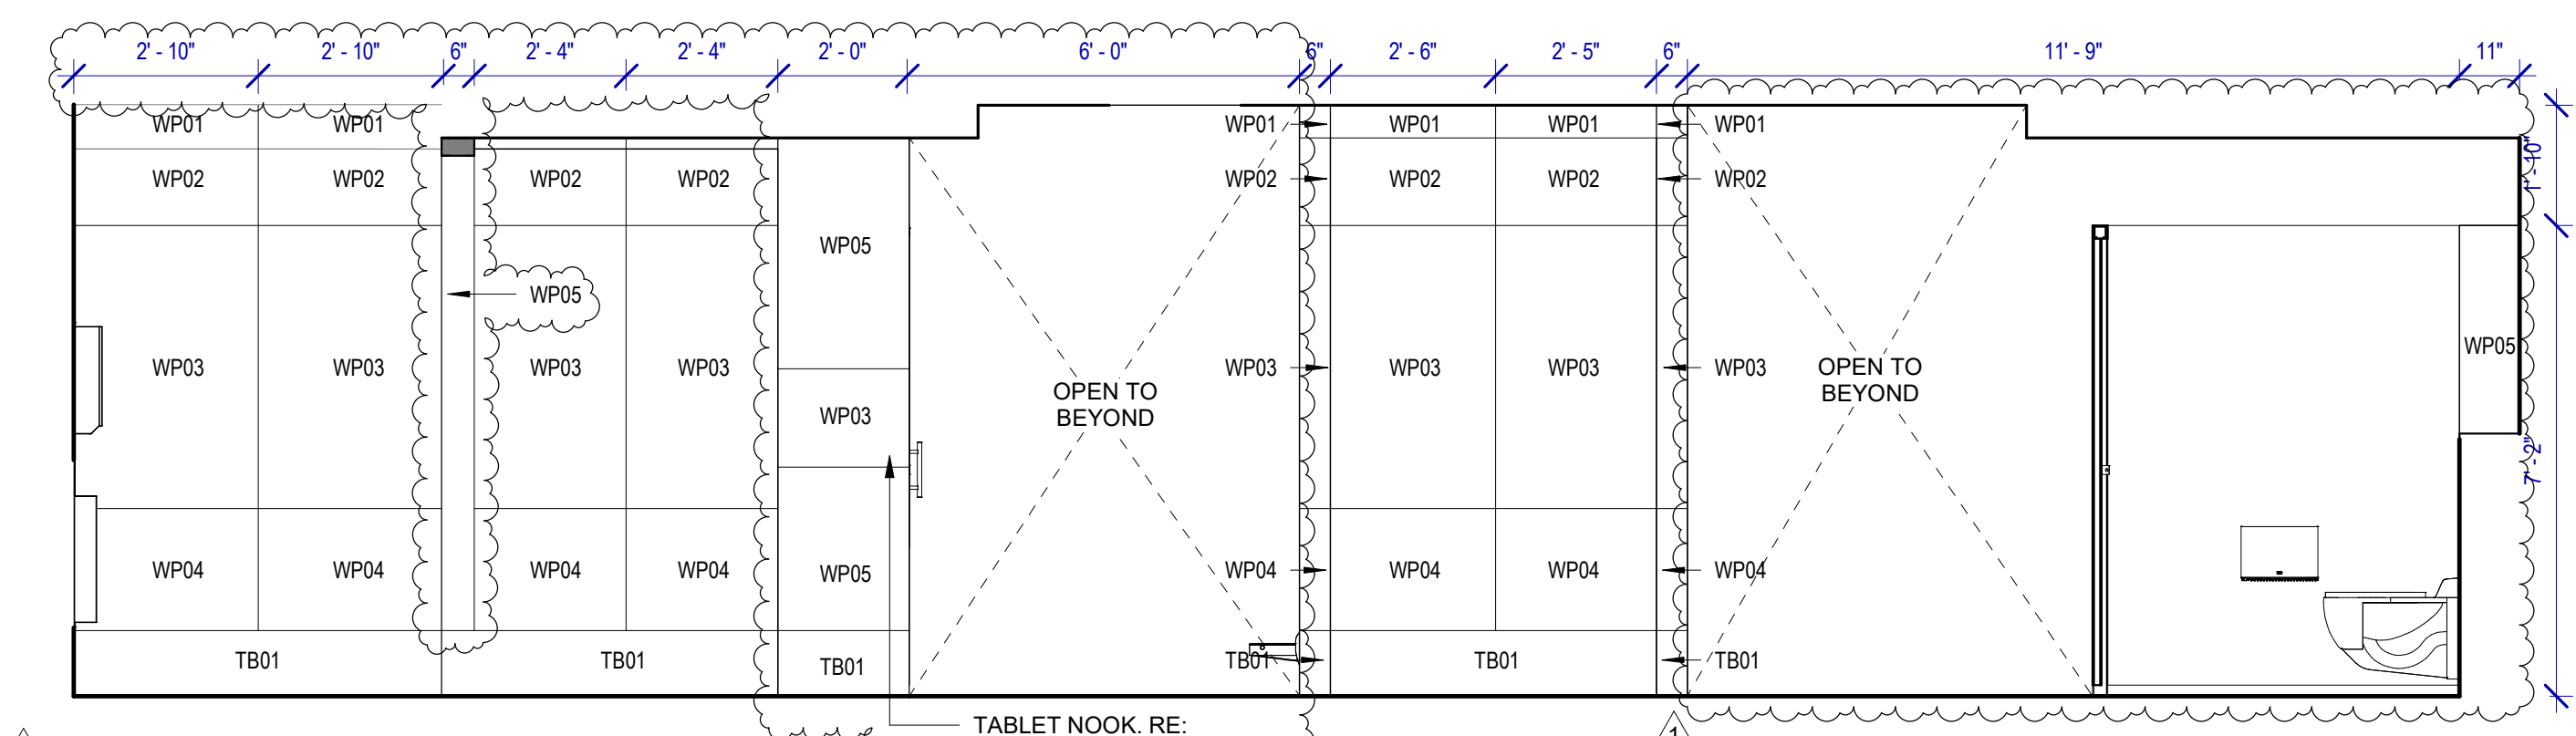 2' - 10" 2' - 10" 6" 2' - 4" 2' - 4" 2' - 0" 6' - 0" 6" 2' - 6" 2' - 5" 6" 11' - 9" 11"
WP01 WP01 WP01 WP01 WP01 WP01
1' - 10"
WP02 WP02 WP02 WP02 WP02 WP02 WP02 WP02
WP05
WP05
WP05
WP03 WP03 WP03 WP03 WP03 WP03 WP03 WP03
OPEN TO
BEYOND
OPEN TO
BEYOND
WP03
7' - 2"
WP04 WP04 WP04 WP04 WP05 WP04 WP04 WP04 WP04
TB01 TB01 TB01 TB01 TB01 TB01
TABLET NOOK. RE:
1